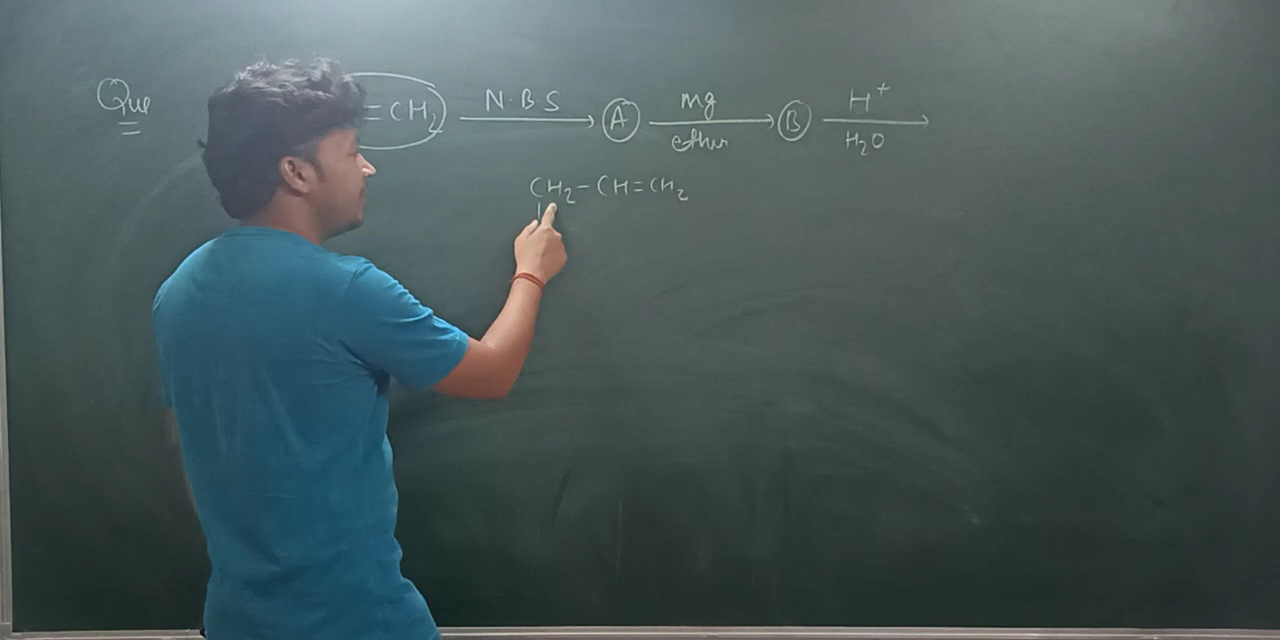 Que =CH₂ N.B.S A mg ether B H⁺ H₂O
CH₂-CH=CH₂